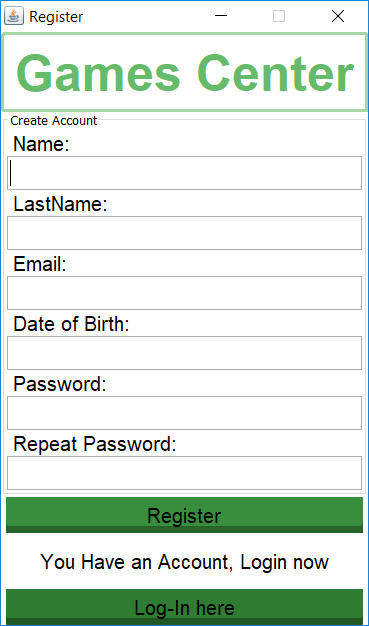 Register
Games Center
Create Account
Name:
LastName:
Email:
Date of Birth:
Password:
Repeat Password:
Register
You Have an Account, Login now
Log-In here